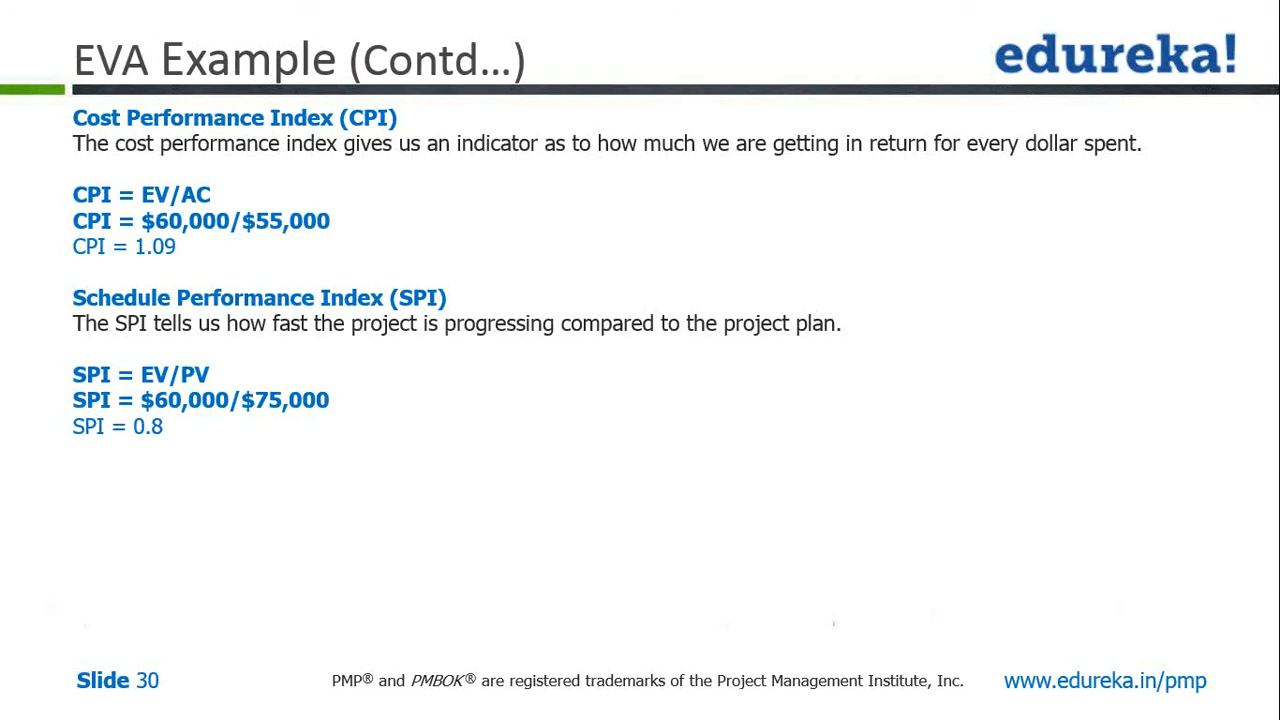 EVA Example (Contd...)
edureka!
Cost Performance Index (CPI)
The cost performance index gives us an indicator as to how much we are getting in return for every dollar spent.
CPI = EV/AC
CPI = $60,000/$55,000
CPI = 1.09
Schedule Performance Index (SPI)
The SPI tells us how fast the project is progressing compared to the project plan.
SPI = EV/PV
SPI = $60,000/$75,000
SPI = 0.8
Slide 30
PMP® and PMBOK® are registered trademarks of the Project Management Institute, Inc.
www.edureka.in/pmp